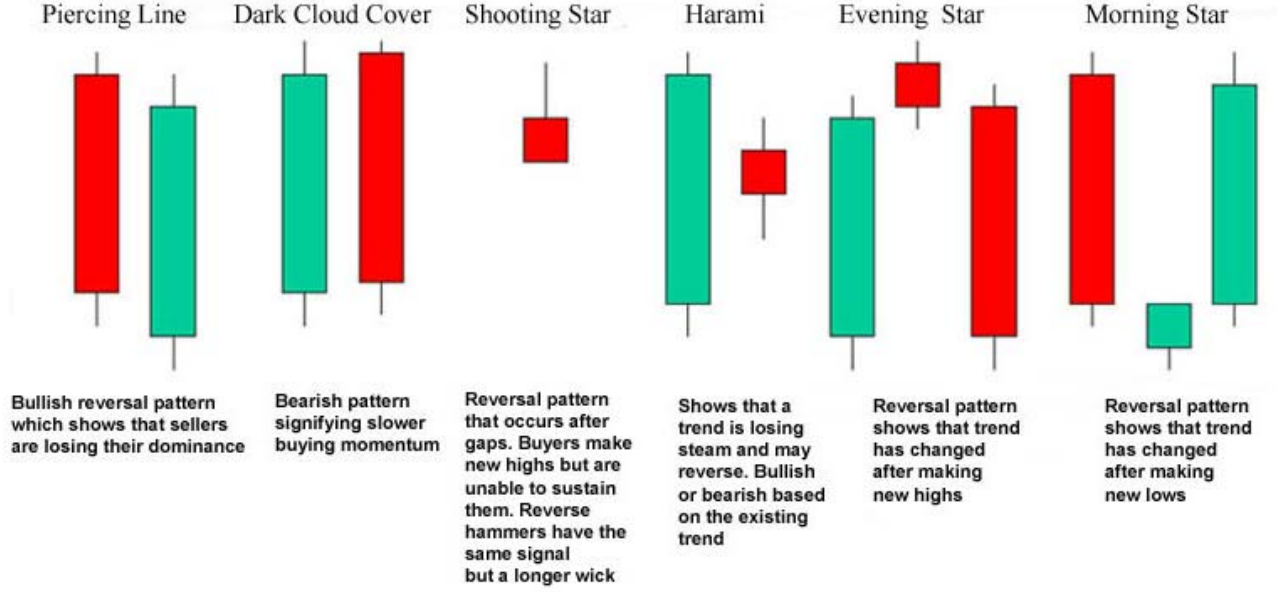 Piercing Line
Dark Cloud Cover
Shooting Star
Harami
Evening Star
Morning Star
Bullish reversal pattern
which shows that sellers
are losing their dominance
Bearish pattern
signifying slower
buying momentum
Reversal pattern
that occurs after
gaps. Buyers make
new highs but are
unable to sustain
them. Reverse
hammers have the
same signal
but a longer wick
Shows that a
trend is losing
steam and may
reverse. Bullish
or bearish based
on the existing
trend
Reversal pattern
shows that trend
has changed
after making
new highs
Reversal pattern
shows that trend
has changed
after making
new lows